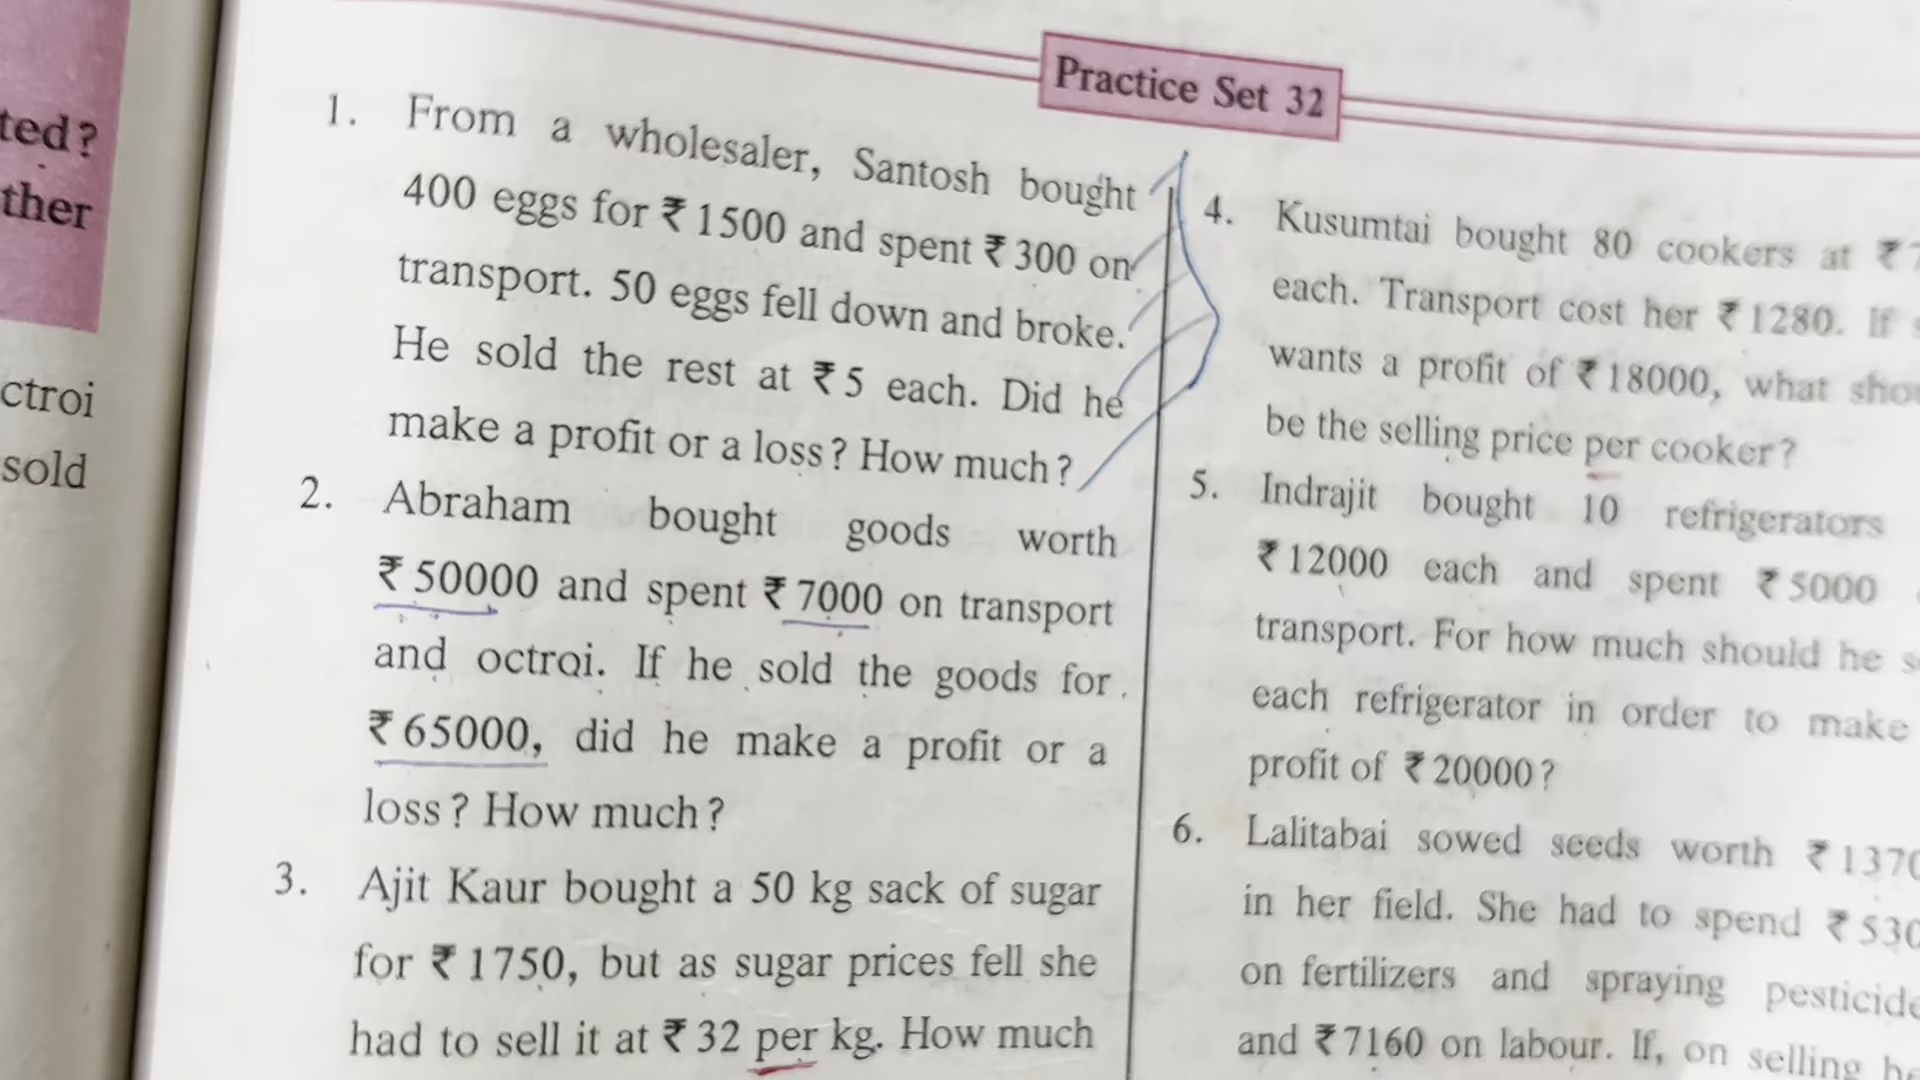 ted?
ther
ctroi
sold
Practice Set 32
1. From a wholesaler, Santosh bought
400 eggs for ₹ 1500 and spent ₹ 300 on
transport. 50 eggs fell down and broke.
He sold the rest at ₹ 5 each. Did he
make a profit or a loss? How much?
2. Abraham bought goods worth
₹ 50000 and spent ₹ 7000 on transport
and octroi. If he sold the goods for
₹ 65000, did he make a profit or a
loss? How much?
3. Ajit Kaur bought a 50 kg sack of sugar
for ₹ 1750, but as sugar prices fell she
had to sell it at ₹ 32 per kg. How much
4. Kusumtai bought 80 cookers at ₹
each. Transport cost her ₹ 1280. If
wants a profit of ₹ 18000, what
be the selling price per cooker?
5. Indrajit bought 10 refrigerators
₹ 12000 each and spent ₹ 5000
transport. For how much should he
each refrigerator in order to make
profit of ₹ 20000?
6. Lalitabai sowed seeds worth ₹ 1370
in her field. She had to spend ₹ 530
on fertilizers and spraying
and ₹ 7160 on labour. If, on selling